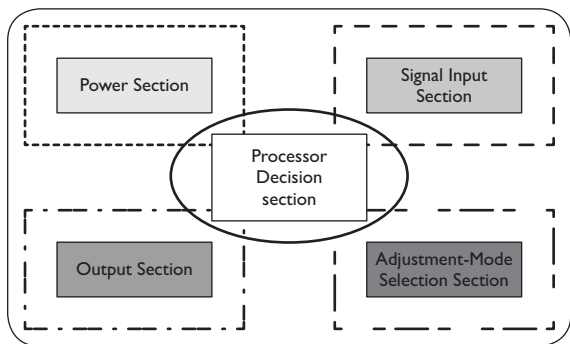 Power Section
Signal Input
Section
Processor
Decision
section
Output Section
Adjustment-Mode
Selection Section